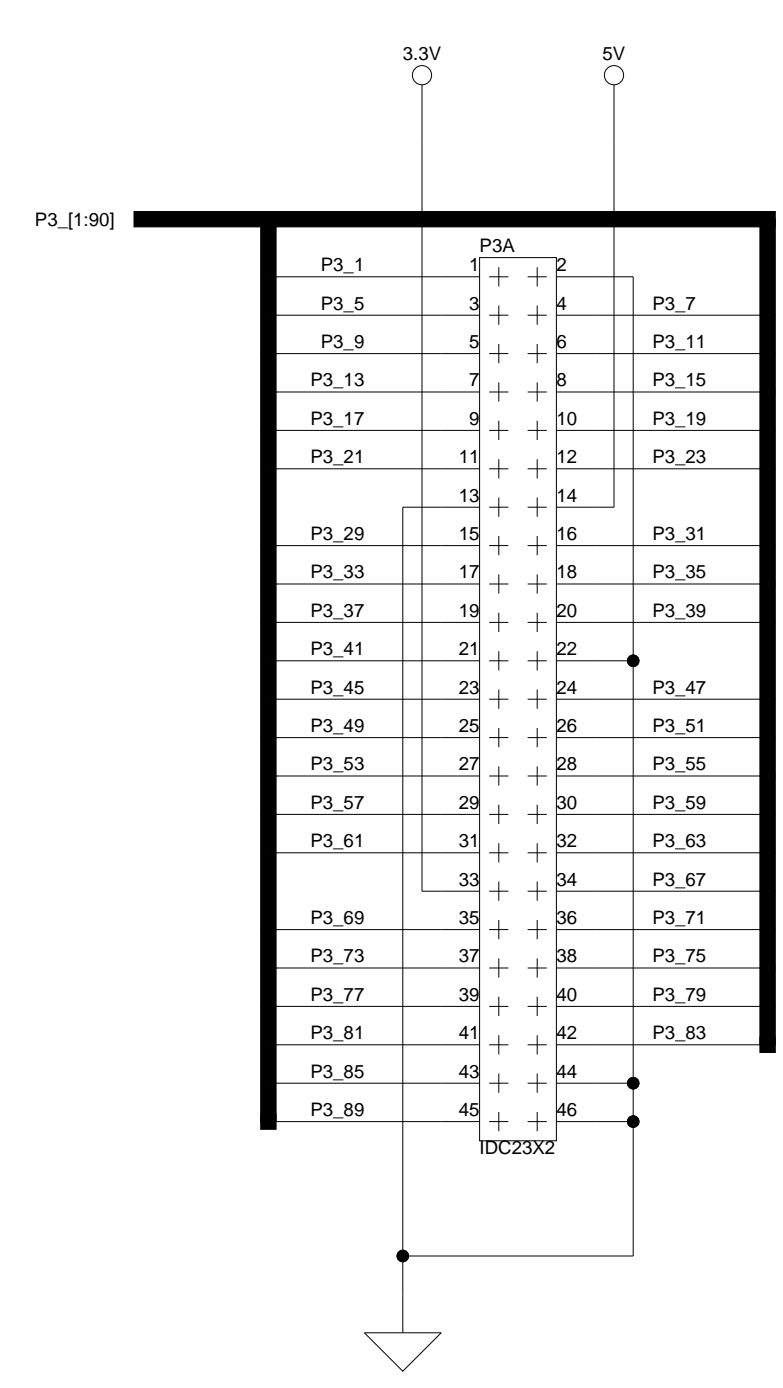 3.3V 5V
P3_[1:90]
P3A
P3_1 1 2
P3_5 3 4 P3_7
P3_9 5 6 P3_11
P3_13 7 8 P3_15
P3_17 9 10 P3_19
P3_21 11 12 P3_23
13 14
P3_29 15 16 P3_31
P3_33 17 18 P3_35
P3_37 19 20 P3_39
P3_41 21 22
P3_45 23 24 P3_47
P3_49 25 26 P3_51
P3_53 27 28 P3_55
P3_57 29 30 P3_59
P3_61 31 32 P3_63
33 34 P3_67
P3_69 35 36 P3_71
P3_73 37 38 P3_75
P3_77 39 40 P3_79
P3_81 41 42 P3_83
P3_85 43 44
P3_89 45 46
IDC23X2